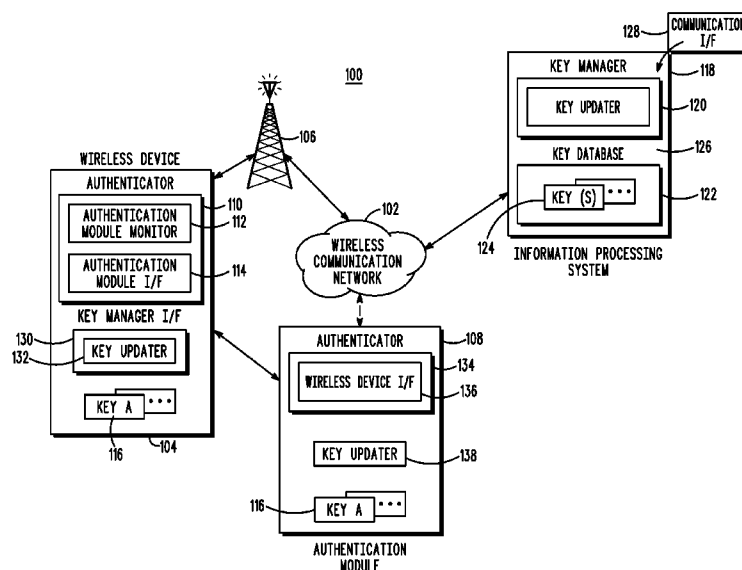 100
128
COMMUNICATION
I/F
118
KEY MANAGER
KEY UPDATER
120
126
KEY DATABASE
KEY (S)
122
124
INFORMATION PROCESSING
SYSTEM
106
WIRELESS DEVICE
AUTHENTICATOR
110
AUTHENTICATION
MODULE MONITOR
112
AUTHENTICATION
MODULE I/F
114
KEY MANAGER I/F
130
KEY UPDATER
132
KEY A
116
104
102
WIRELESS
COMMUNICATION
NETWORK
AUTHENTICATOR
108
134
WIRELESS DEVICE I/F
136
KEY UPDATER
138
116
KEY A
AUTHENTICATION
MODULE